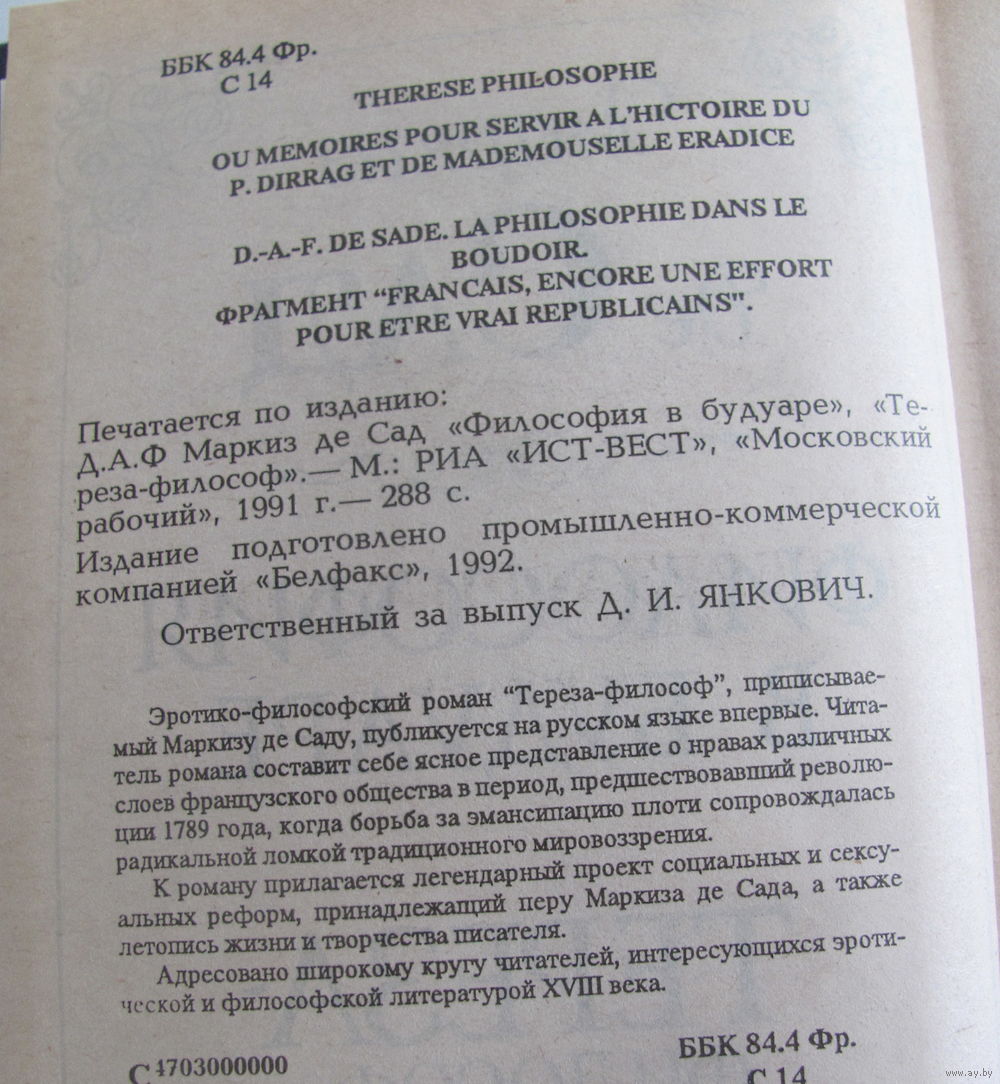 ББК 84.4 Фр.
С 14
THERESE PHILOSOPHE
OU MEMOIRES POUR SERVIR A L'HICTOIRE DU
P. DIRRAG ET DE MADEMOUSELLE ERADICE
D.-A.-F. DE SADE. LA PHILOSOPHIE DANS LE
BOUDOIR.
ФРАГМЕНТ “FRANCAIS, ENCORE UNE EFFORT
POUR ETRE VRAI REPUBLICAINS".
Печатается по изданию:
Д.А.Ф Маркиз де Сад «Философия в будуаре», «Те-
реза-философ».— М.: РИА «ИСТ-ВЕСТ», «Московский
рабочий», 1991 г.— 288 с.
Издание подготовлено промышленно-коммерческой
компанией «Белфакс», 1992.
Ответственный за выпуск Д. И. ЯНКОВИЧ.
Эротико-философский роман “Тереза-философ”, приписывае-
мый Маркизу де Саду, публикуется на русском языке впервые. Чита-
тель романа составит себе ясное представление о нравах различных
слоев французского общества в период, предшествовавший револю-
ции 1789 года, когда борьба за эмансипацию плоти сопровождалась
радикальной ломкой традиционного мировоззрения.
К роману прилагается легендарный проект социальных и сексу-
альных реформ, принадлежащий перу Маркиза де Сада, а также
летопись жизни и творчества писателя.
Адресовано широкому кругу читателей, интересующихся эроти-
ческой и философской литературой XVIII века.
С 4703000000
ББК 84.4 Фр.
С 14
www.ay.by